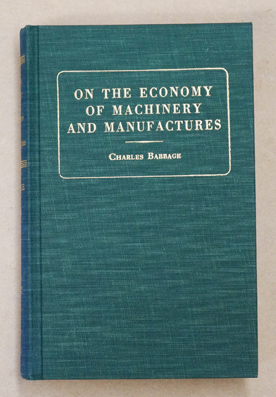 ON THE ECONOMY
OF MACHINERY
AND MANUFACTURES
CHARLES BABBAGE